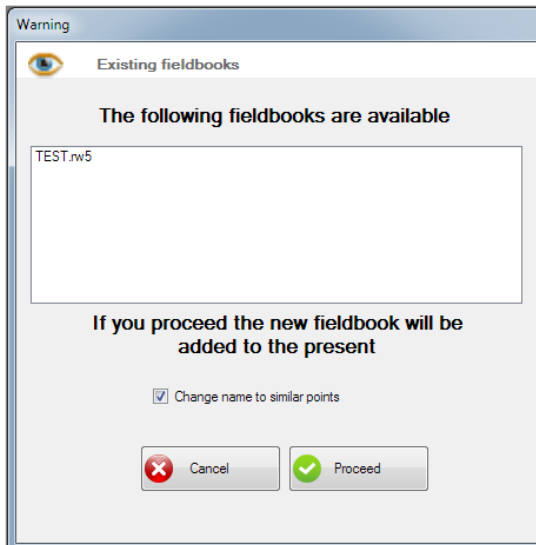 Warning
Existing fieldbooks
The following fieldbooks are available
TEST.rw5
If you proceed the new fieldbook will be
added to the present
Change name to similar points
Cancel
Proceed